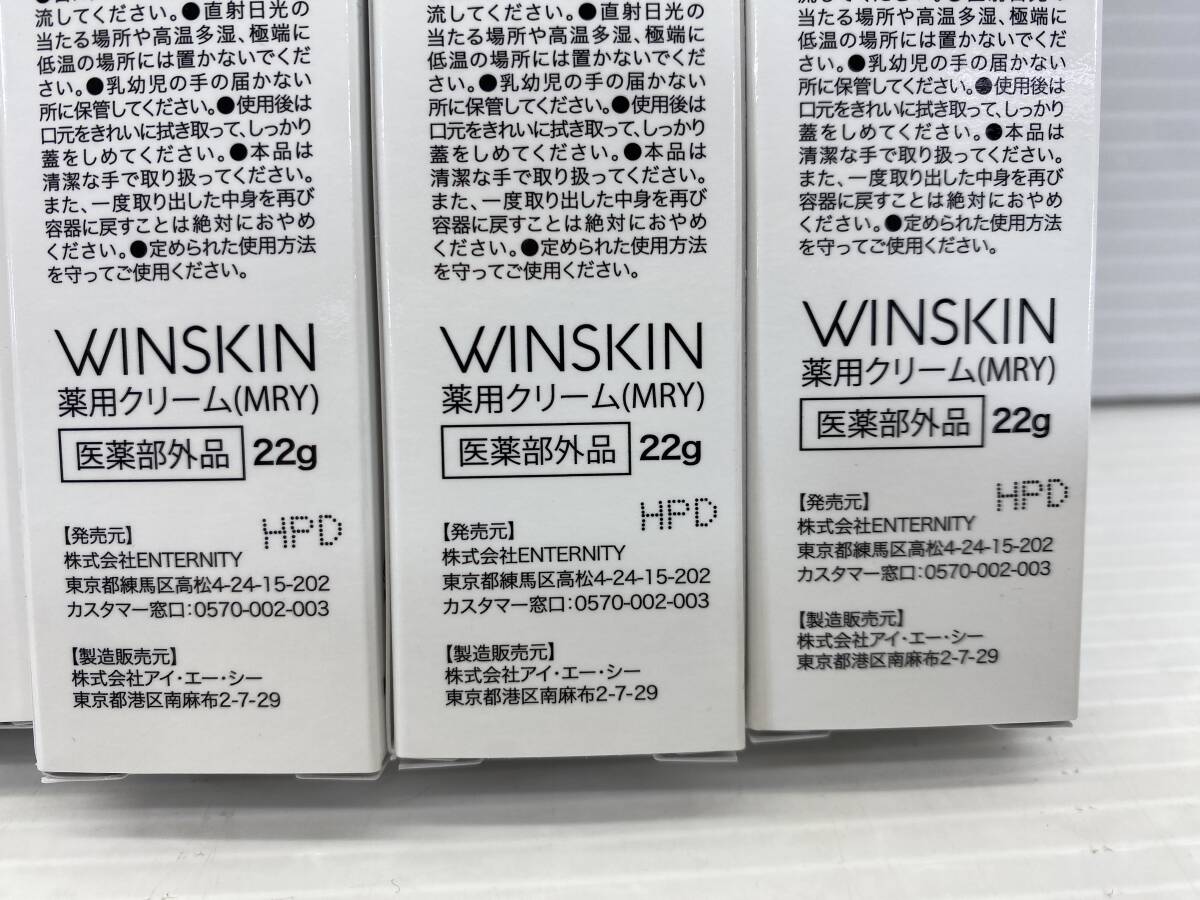 流してください。●直射日光の
当たる場所や高温多湿、極端に
低温の場所には置かないでくだ
さい。●乳幼児の手の届かない
所に保管してください。●使用後は
口元をきれいに拭き取って、しっかり
蓋をしめてください。●本品は
清潔な手で取り扱ってください。
また、一度取り出した中身を再び
容器に戻すことは絶対におやめ
ください。●定められた使用方法
を守ってご使用ください。
WINSKIN
薬用クリーム(MRY)
医薬部外品 22g
HPD
【発売元】
株式会社ENTERNITY
東京都練馬区高松4-24-15-202
カスタマー窓口:0570-002-003
【製造販売元】
株式会社アイ・エー・シー
東京都港区南麻布2-7-29
流してください。●直射日光の
当たる場所や高温多湿、極端に
低温の場所には置かないでくだ
さい。●乳幼児の手の届かない
所に保管してください。●使用後は
口元をきれいに拭き取って、しっかり
蓋をしめてください。●本品は
清潔な手で取り扱ってください。
また、一度取り出した中身を再び
容器に戻すことは絶対におやめ
ください。●定められた使用方法
を守ってご使用ください。
WINSKIN
薬用クリーム(MRY)
医薬部外品 22g
HPD
【発売元】
株式会社ENTERNITY
東京都練馬区高松4-24-15-202
カスタマー窓口:0570-002-003
【製造販売元】
株式会社アイ・エー・シー
東京都港区南麻布2-7-29
当たる場所や高温多湿、極端に
低温の場所には置かないでくだ
さい。●乳幼児の手の届かない
所に保管してください。●使用後は
口元をきれいに拭き取って、しっかり
蓋をしめてください。●本品は
清潔な手で取り扱ってください。
また、一度取り出した中身を再び
容器に戻すことは絶対におやめ
ください。●定められた使用方法
を守ってご使用ください。
WINSKIN
薬用クリーム(MRY)
医薬部外品 22g
HPD
【発売元】
株式会社ENTERNITY
東京都練馬区高松4-24-15-202
カスタマー窓口:0570-002-003
【製造販売元】
株式会社アイ・エー・シー
東京都港区南麻布2-7-29